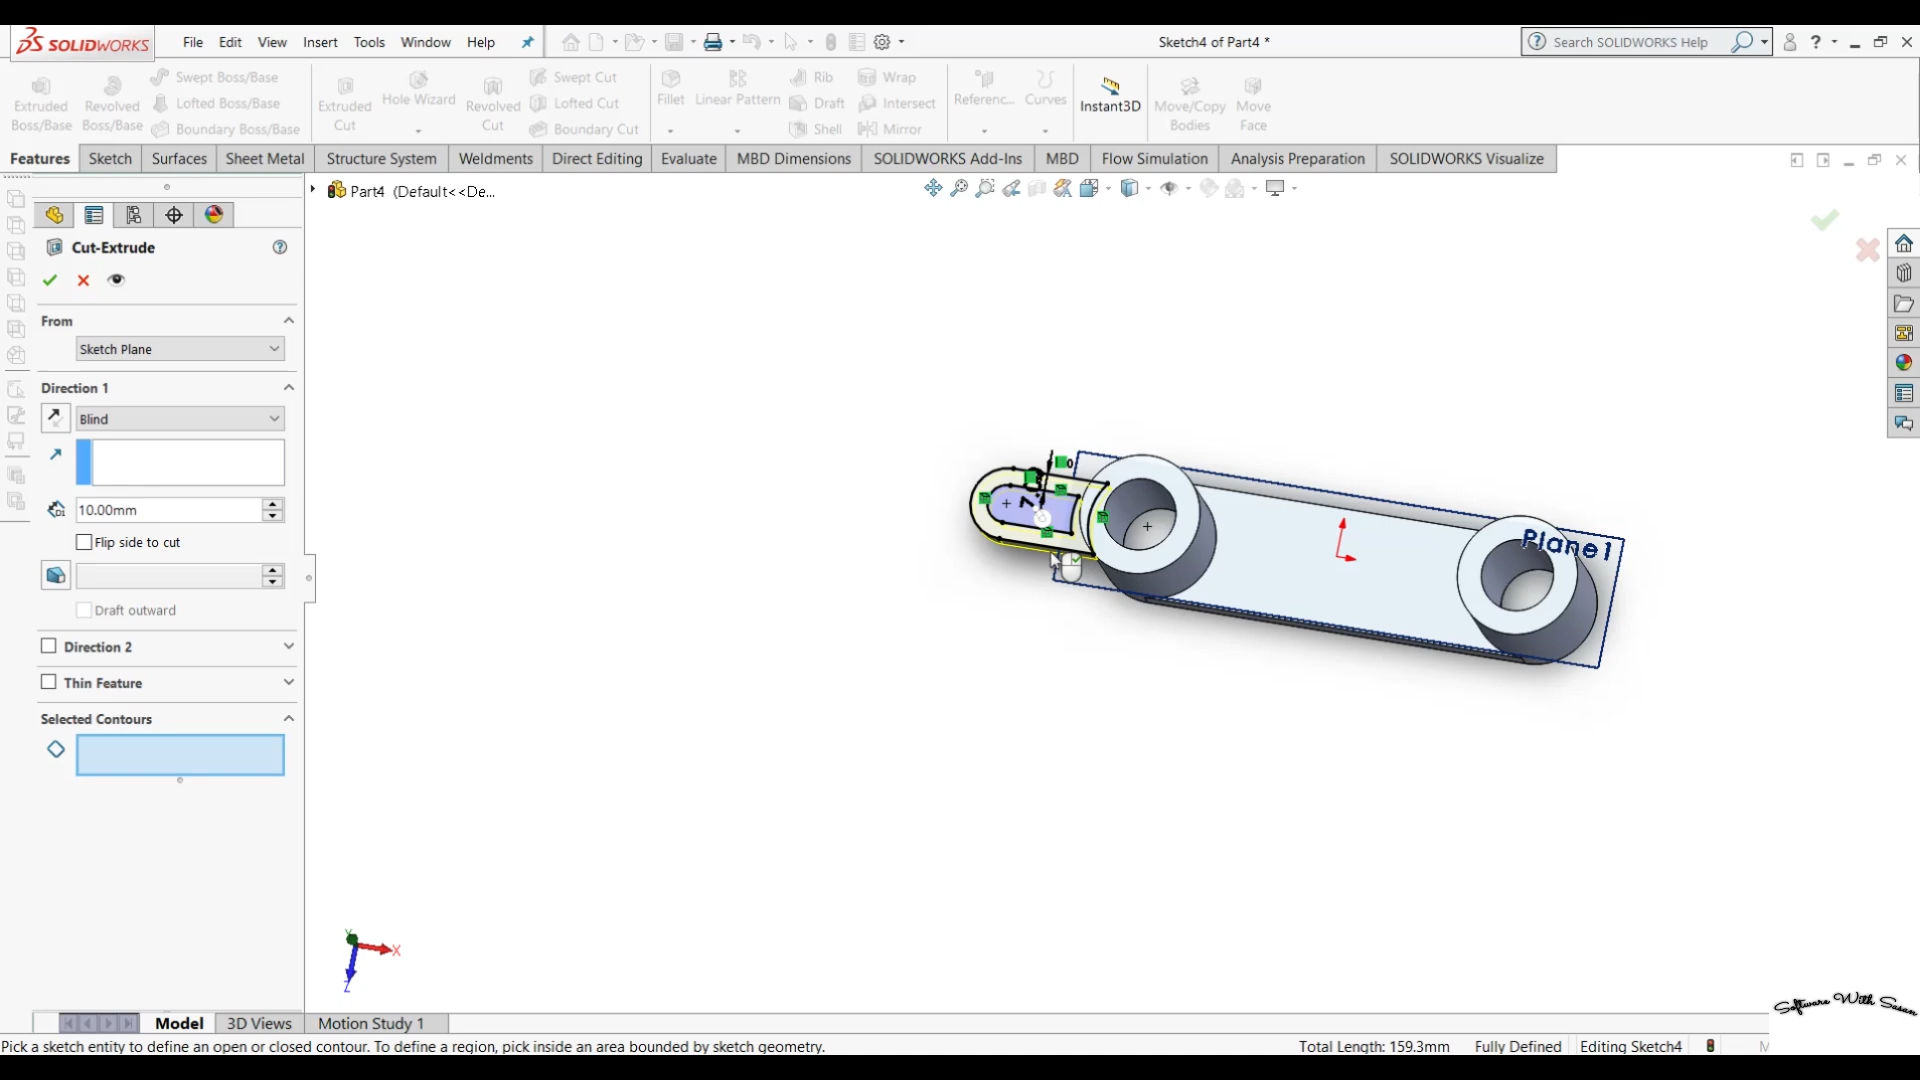 SOLIDWORKS File Edit View Insert Tools Window Help Sketch4 of Part4 * Search SOLIDWORKS Help
Extruded Boss/Base
Revolved Boss/Base
Swept Boss/Base
Lofted Boss/Base
Boundary Boss/Base
Extruded Cut
Hole Wizard
Revolved Cut
Swept Cut
Lofted Cut
Boundary Cut
Fillet
Linear Pattern
Rib
Draft
Shell
Wrap
Intersect
Mirror
Referenc...
Curves
Instant3D
Move/Copy Bodies
Move Face
Features Sketch Surfaces Sheet Metal Structure System Weldments Direct Editing Evaluate MBD Dimensions SOLIDWORKS Add-Ins MBD Flow Simulation Analysis Preparation SOLIDWORKS Visualize
Part4 (Default<<De...
Cut-Extrude
From
Sketch Plane
Direction 1
Blind
10.00mm
Flip side to cut
Draft outward
Direction 2
Thin Feature
Selected Contours
Plane1
Y
X
Z
Software With Sasan
Model 3D Views Motion Study 1
Pick a sketch entity to define an open or closed contour. To define a region, pick inside an area bounded by sketch geometry. Total Length: 159.3mm Fully Defined Editing Sketch4